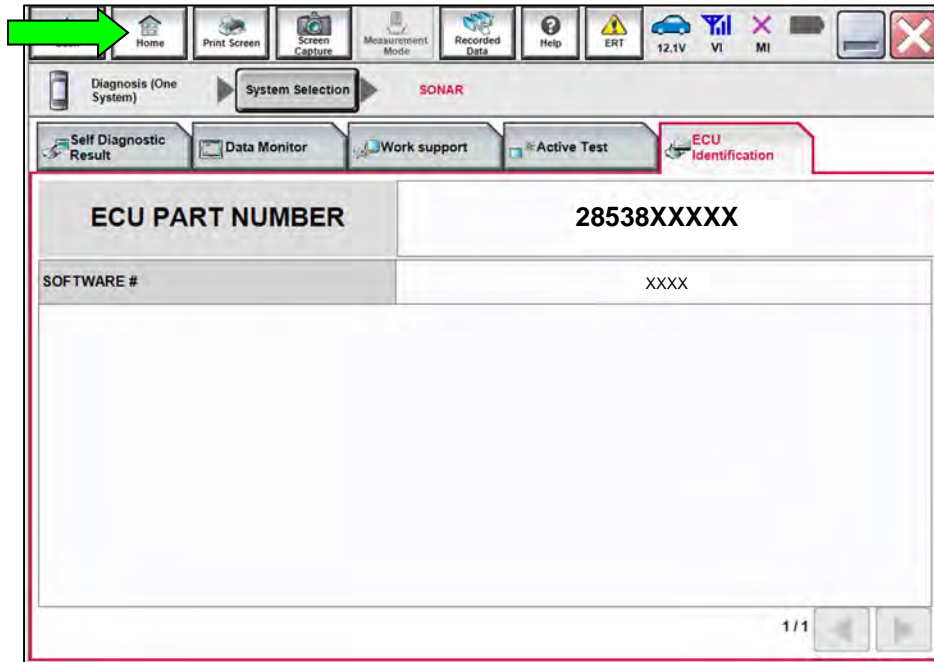 Home
Print Screen
Screen
Capture
Measurement
Mode
Recorded
Data
Help
ERT
12.1V
VI
MI
Diagnosis (One
System)
System Selection
SONAR
Self Diagnostic
Result
Data Monitor
Work support
Active Test
ECU
Identification
ECU PART NUMBER
28538XXXXX
SOFTWARE #
XXXX
1/1